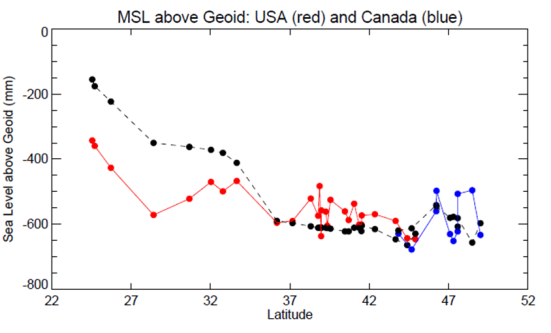 MSL above Geoid: USA (red) and Canada (blue)
0
-200
-400
-600
-800
Sea Level above Geoid (mm)
22 27 32 37 42 47 52
Latitude